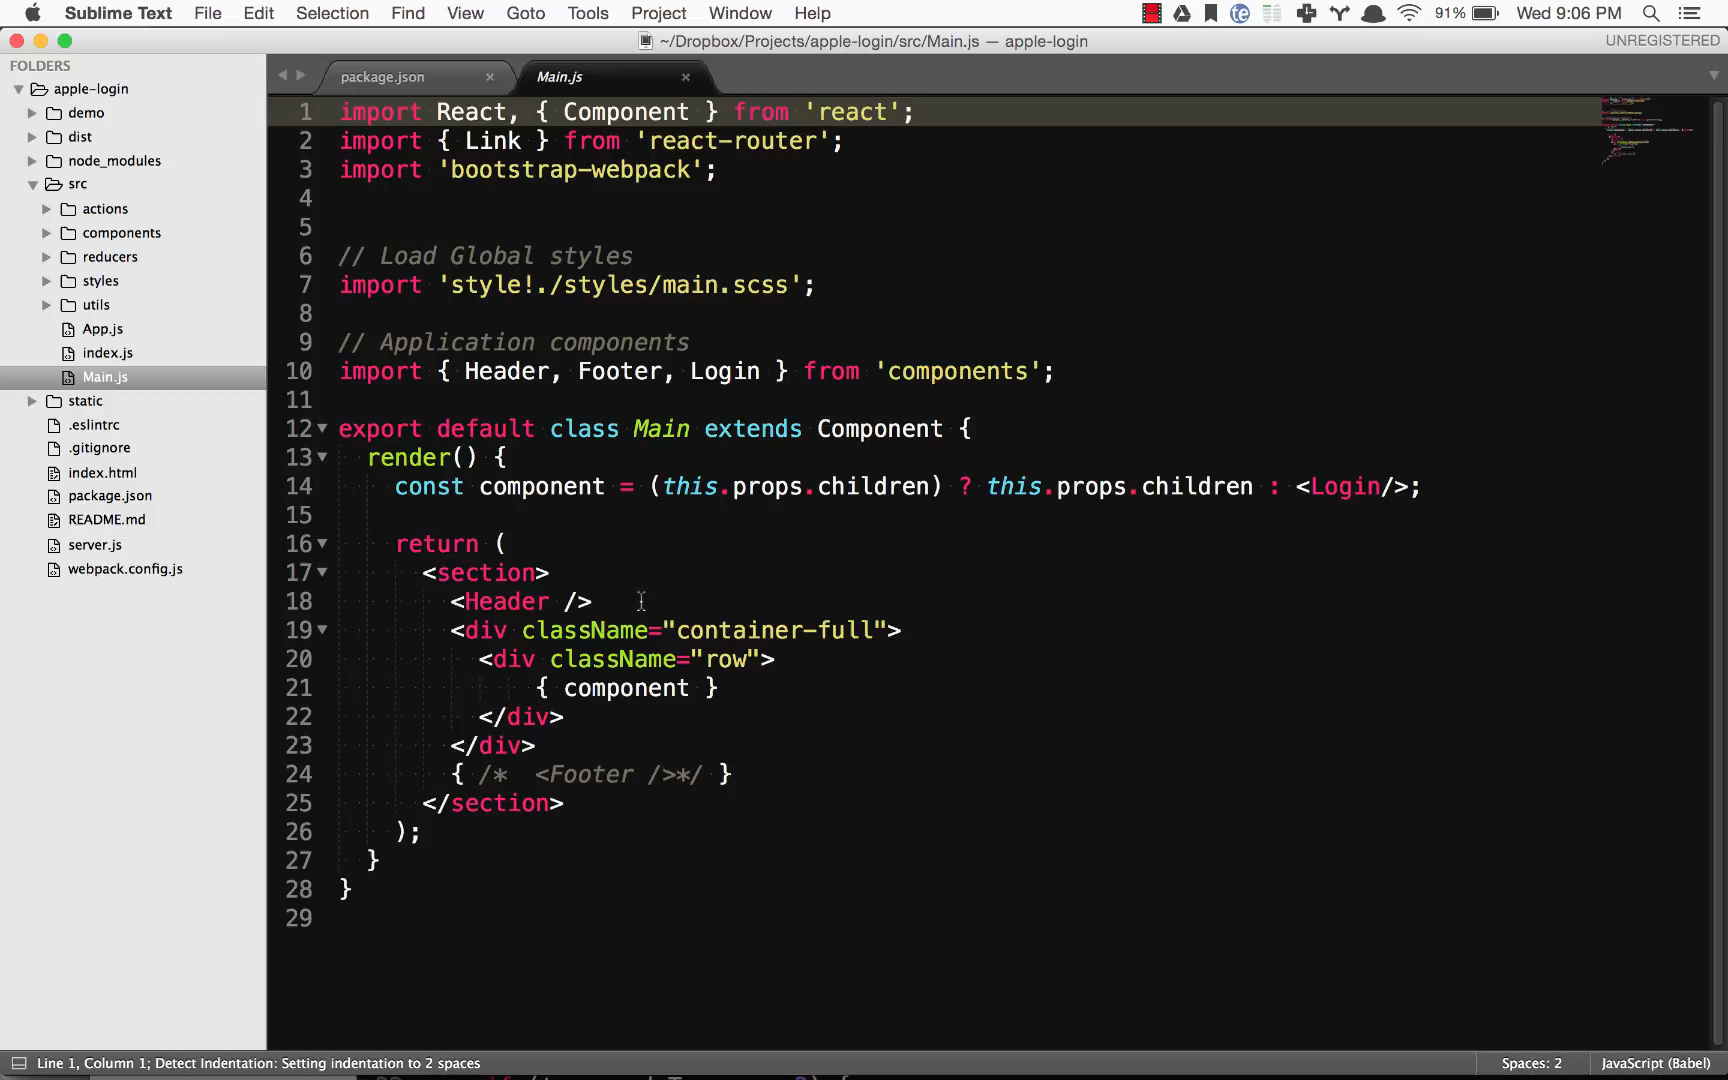 Sublime Text File Edit Selection Find View Goto Tools Project Window Help te 91% Wed 9:06 PM
~/Dropbox/Projects/apple-login/src/Main.js — apple-login UNREGISTERED
FOLDERS
apple-login
demo
dist
node_modules
src
actions
components
reducers
styles
utils
App.js
index.js
Main.js
static
.eslintrc
.gitignore
index.html
package.json
README.md
server.js
webpack.config.js
package.json × Main.js ×
1 import React, { Component } from 'react';
2 import { Link } from 'react-router';
3 import 'bootstrap-webpack';
4
5
6 // Load Global styles
7 import 'style!./styles/main.scss';
8
9 // Application components
10 import { Header, Footer, Login } from 'components';
11
12 export default class Main extends Component {
13 render() {
14 const component = (this.props.children) ? this.props.children : <Login/>;
15
16 return (
17 <section>
18 <Header />
19 <div className="container-full">
20 <div className="row">
21 { component }
22 </div>
23 </div>
24 { /*  <Footer />*/ }
25 </section>
26 );
27 }
28 }
29
Line 1, Column 1; Detect Indentation: Setting indentation to 2 spaces Spaces: 2 JavaScript (Babel)